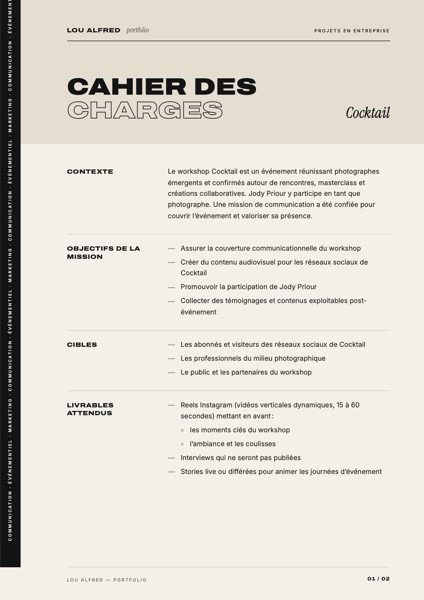 LOU ALFRED portfolio
PROJETS EN ENTREPRISE
CAHIER DES
CHARGES
Cocktail
CONTEXTE
Le workshop Cocktail est un événement réunissant photographes
émergents et confirmés autour de rencontres, masterclass et
créations collaboratives. Jody Priour y participe en tant que
photographe. Une mission de communication a été confiée pour
couvrir l'événement et valoriser sa présence.
OBJECTIFS DE LA
MISSION
— Assurer la couverture communicationnelle du workshop
— Créer du contenu audiovisuel pour les réseaux sociaux de
Cocktail
— Promouvoir la participation de Jody Priour
— Collecter des témoignages et contenus exploitables post-
événement
CIBLES
— Les abonnés et visiteurs des réseaux sociaux de Cocktail
— Les professionnels du milieu photographique
— Le public et les partenaires du workshop
LIVRABLES
ATTENDUS
— Reels Instagram (vidéos verticales dynamiques, 15 à 60
secondes) mettant en avant :
○ les moments clés du workshop
○ l'ambiance et les coulisses
— Interviews qui ne seront pas publiées
— Stories live ou différées pour animer les journées d'événement
LOU ALFRED — PORTFOLIO
01 / 02
COMMUNICATION · ÉVÉNEMENTIEL · MARKETING · COMMUNICATION · ÉVÉNEMENTIEL · MARKETING · COMMUNICATION · ÉVÉNEMENTIEL · MARKETING · COMMUNICATION · ÉVÉNEMENT